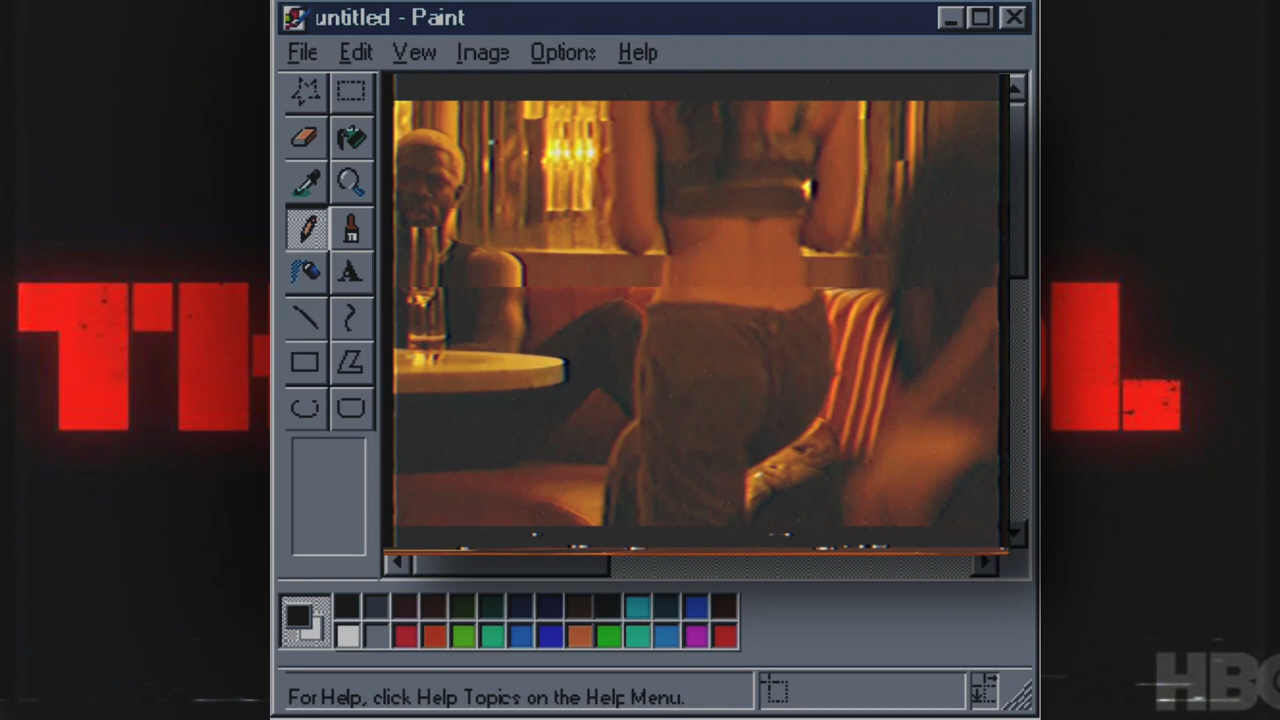 untitled - Paint
File Edit View Image Options Help
For Help, click Help Topics on the Help Menu.
HBO